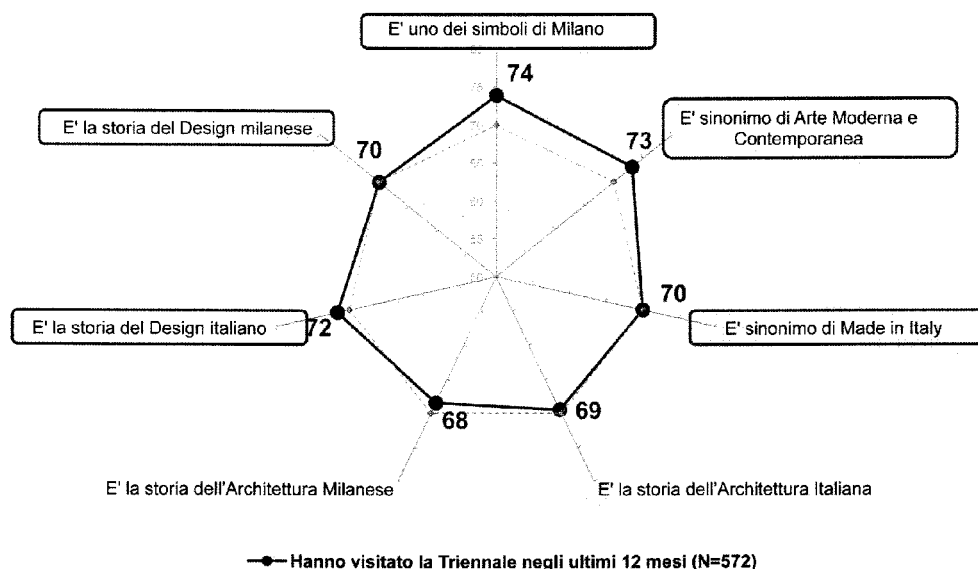 E' uno dei simboli di Milano
74
E' la storia del Design milanese
70
E' sinonimo di Arte Moderna e
Contemporanea
73
E' la storia del Design italiano
72
70
E' sinonimo di Made in Italy
68
69
E' la storia dell'Architettura Milanese
E' la storia dell'Architettura Italiana
Hanno visitato la Triennale negli ultimi 12 mesi (N=572)